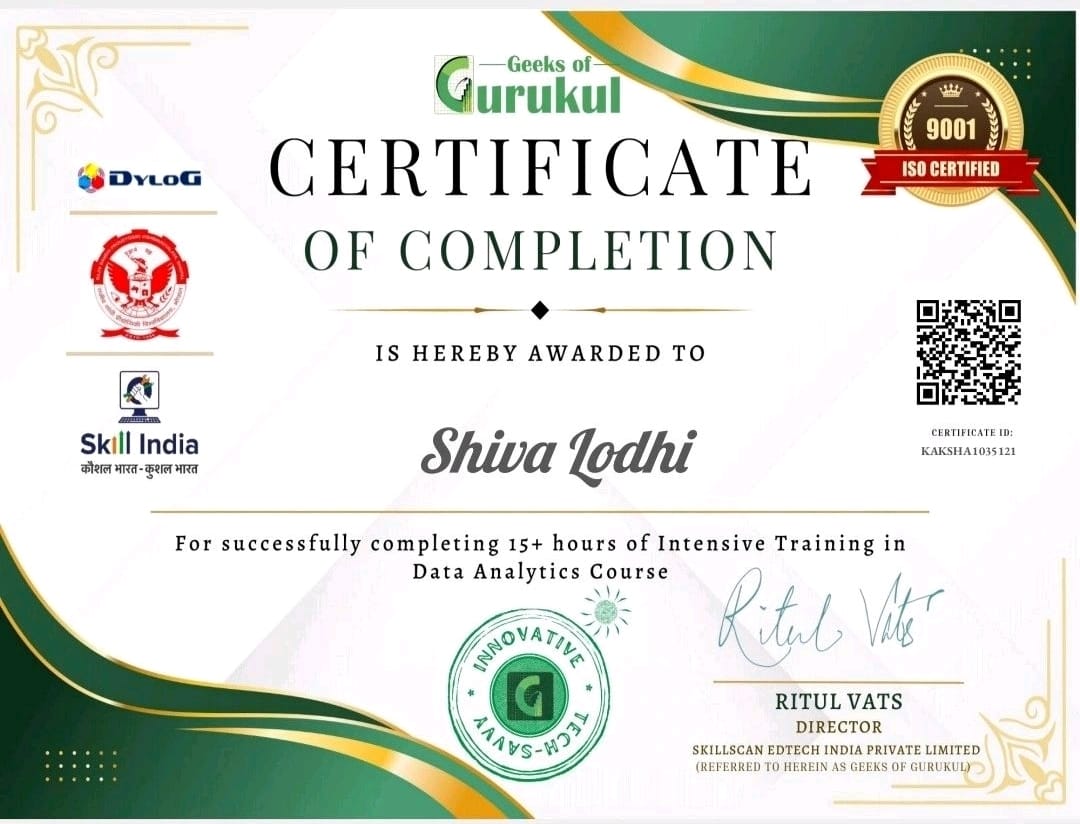 Geeks of
Gurukul
CERTIFICATE
OF COMPLETION
9001
ISO CERTIFIED
DYLOG
Skill India
कौशल भारत - कुशल भारत
IS HEREBY AWARDED TO
Shiva Lodhi
CERTIFICATE ID:
KAKSHA1035121
For successfully completing 15+ hours of Intensive Training in
Data Analytics Course
INNOVATIVE
TECH-SAVVY
G
Ritul Vats
RITUL VATS
DIRECTOR
SKILLSCAN EDTECH INDIA PRIVATE LIMITED
(REFERRED TO HEREIN AS GEEKS OF GURUKUL)